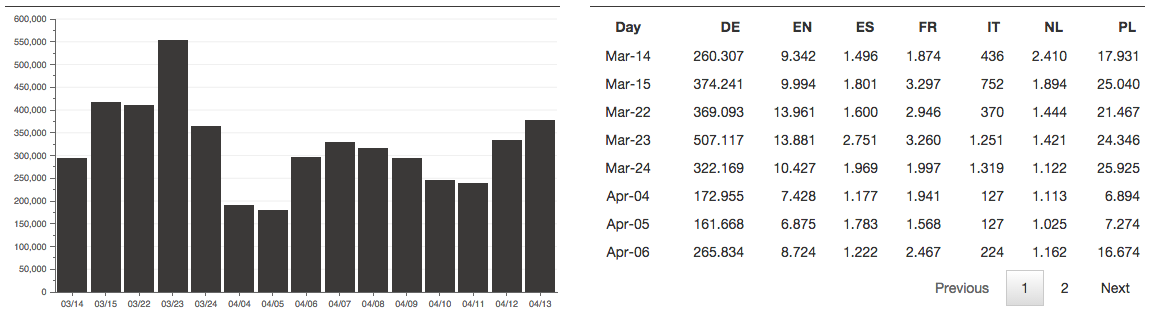 600,000
550,000
500,000
450,000
400,000
350,000
300,000
250,000
200,000
150,000
100,000
50,000
0
03/14 03/15 03/22 03/23 03/24 04/04 04/05 04/06 04/07 04/08 04/09 04/10 04/11 04/12 04/13
Day DE EN ES FR IT NL PL
Mar-14 260.307 9.342 1.496 1.874 436 2.410 17.931
Mar-15 374.241 9.994 1.801 3.297 752 1.894 25.040
Mar-22 369.093 13.961 1.600 2.946 370 1.444 21.467
Mar-23 507.117 13.881 2.751 3.260 1.251 1.421 24.346
Mar-24 322.169 10.427 1.969 1.997 1.319 1.122 25.925
Apr-04 172.955 7.428 1.177 1.941 127 1.113 6.894
Apr-05 161.668 6.875 1.783 1.568 127 1.025 7.274
Apr-06 265.834 8.724 1.222 2.467 224 1.162 16.674
Previous 1 2 Next